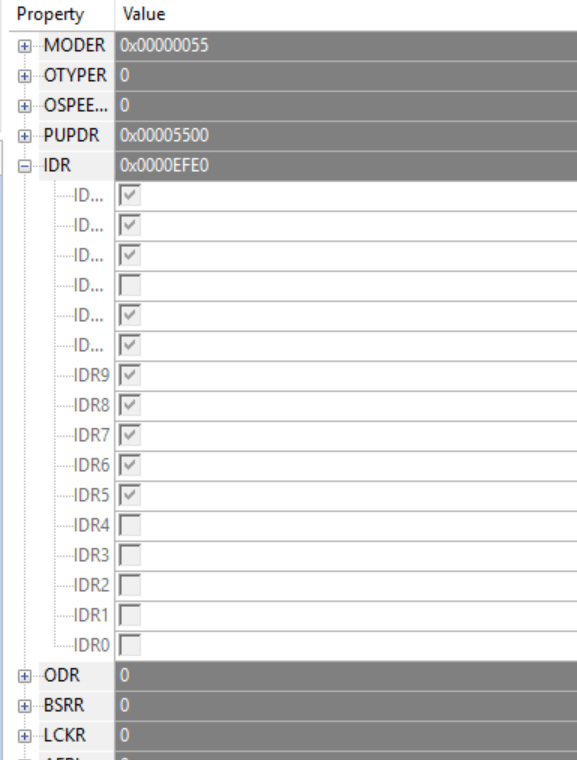 Property Value
MODER 0x00000055
OTYPER 0
OSPEE... 0
PUPDR 0x00005500
IDR 0x0000EFE0
ID...
ID...
ID...
ID...
ID...
ID...
IDR9
IDR8
IDR7
IDR6
IDR5
IDR4
IDR3
IDR2
IDR1
IDR0
ODR 0
BSRR 0
LCKR 0